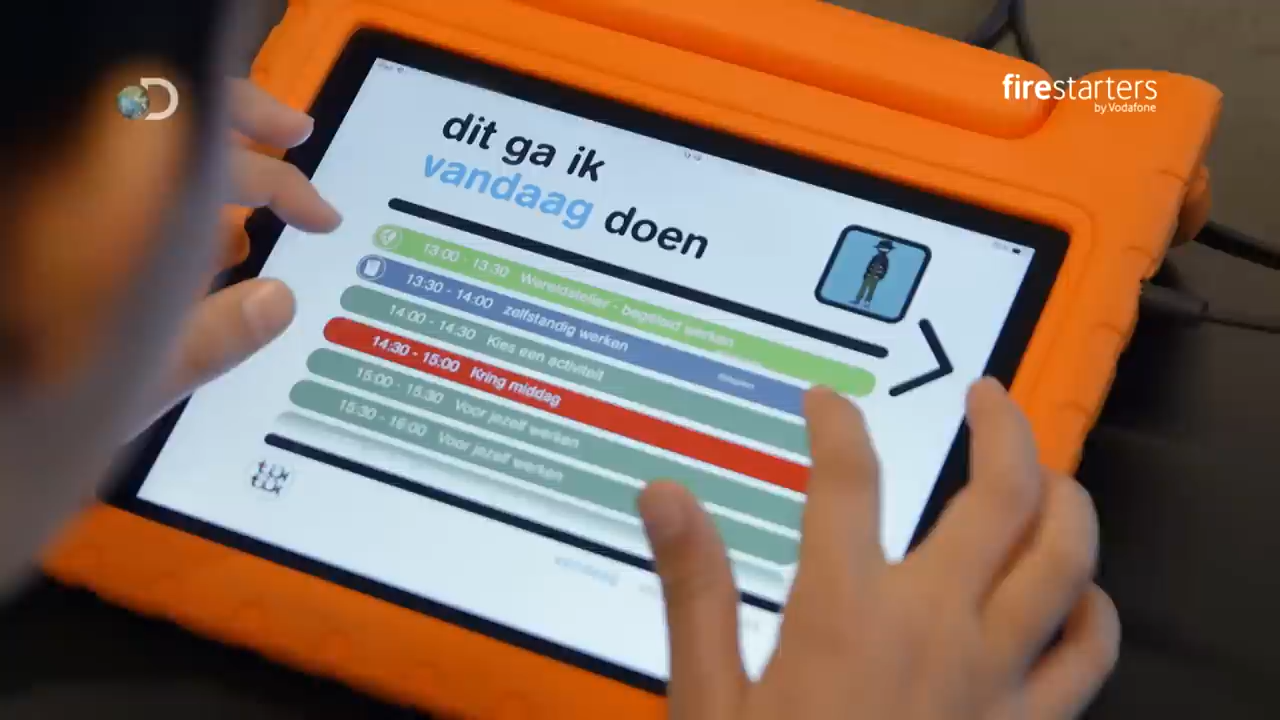 firestarters
by Vodafone
dit ga ik
vandaag doen
13:00 - 13:30 Wereldatelier - begeleid werken
13:30 - 14:00 zelfstandig werken
14:00 - 14:30 Kies een activiteit
14:30 - 15:00 Kring middag
15:00 - 15:30 Voor jezelf werken
15:30 - 16:00 Voor jezelf werken
vandaag